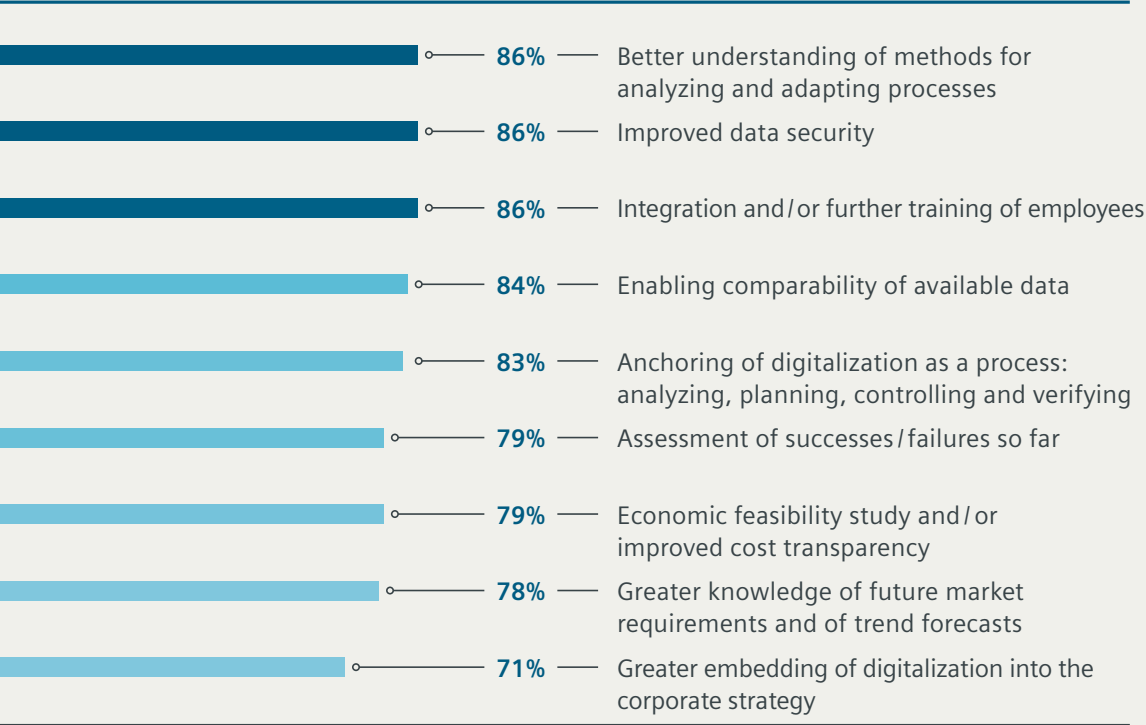 86% Better understanding of methods for
analyzing and adapting processes
86% Improved data security
86% Integration and/or further training of employees
84% Enabling comparability of available data
83% Anchoring of digitalization as a process:
analyzing, planning, controlling and verifying
79% Assessment of successes/failures so far
79% Economic feasibility study and/or
improved cost transparency
78% Greater knowledge of future market
requirements and of trend forecasts
71% Greater embedding of digitalization into the
corporate strategy